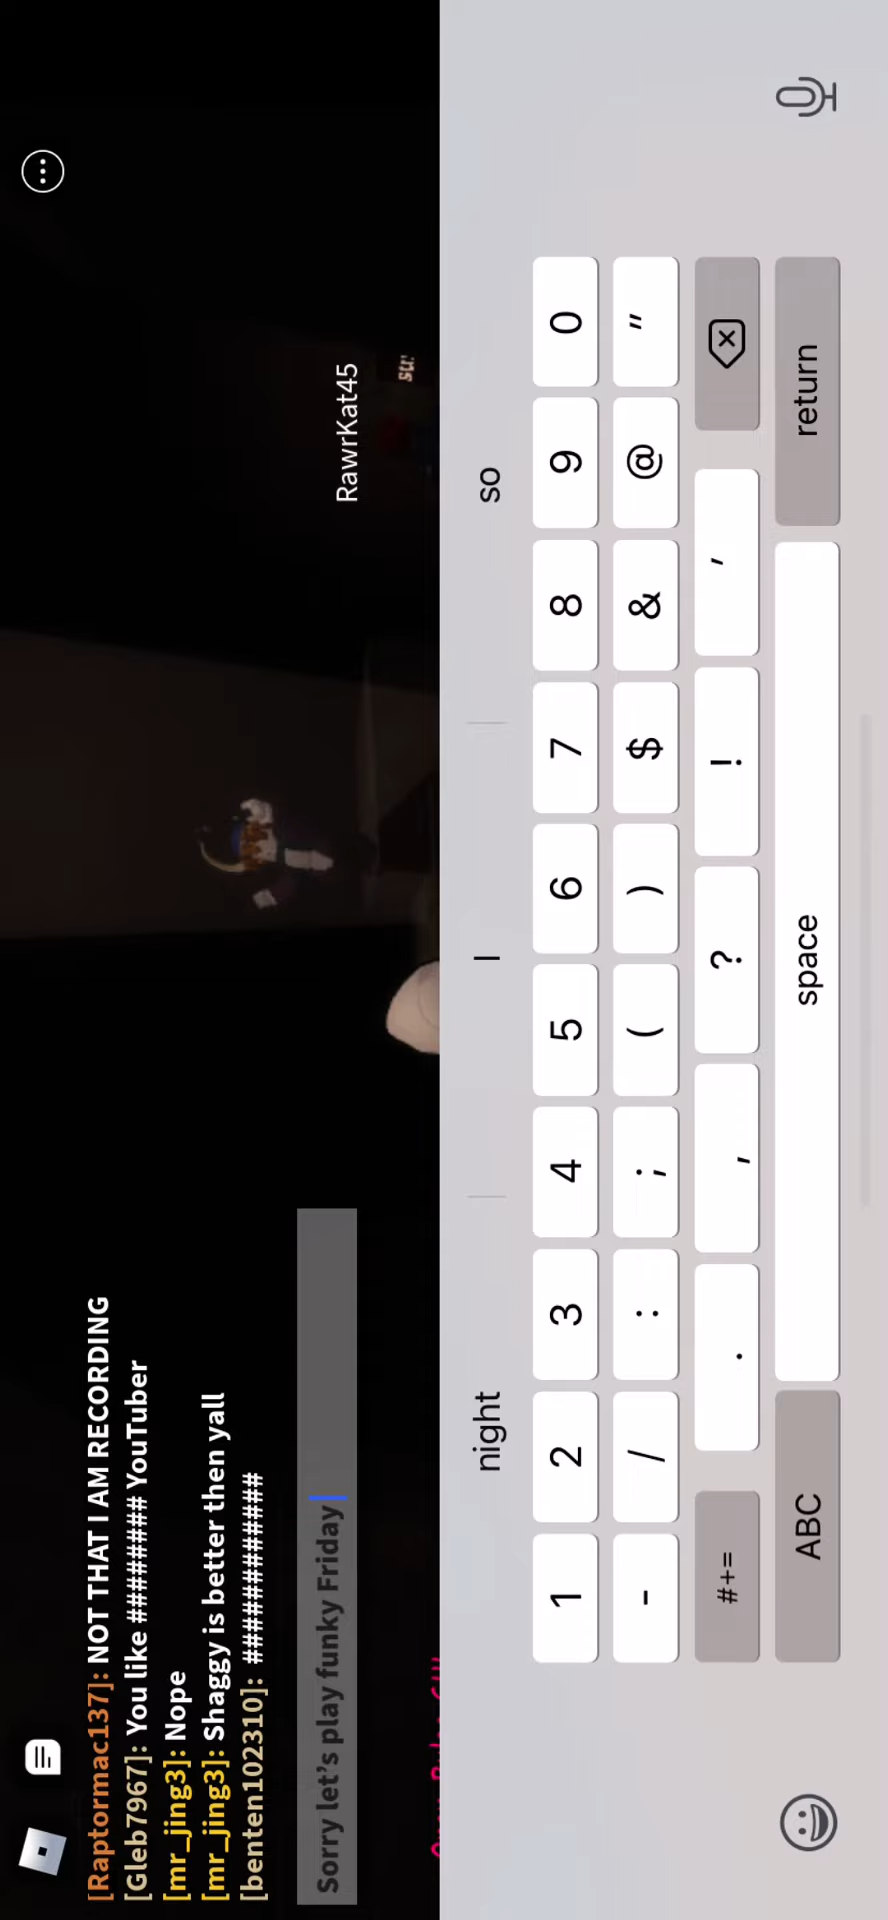 [Raptormac137]: NOT THAT I AM RECORDING
[Gleb7967]: You like ######## YouTuber
[mr_jing3]: Nope
[mr_jing3]: Shaggy is better then yall
[benten102310]: #############
Sorry let's play funky Friday
RawrKat45
night I so
1 2 3 4 5 6 7 8 9 0
- / : ; ( ) $ & @ "
#+= . , ? ! '
ABC space return